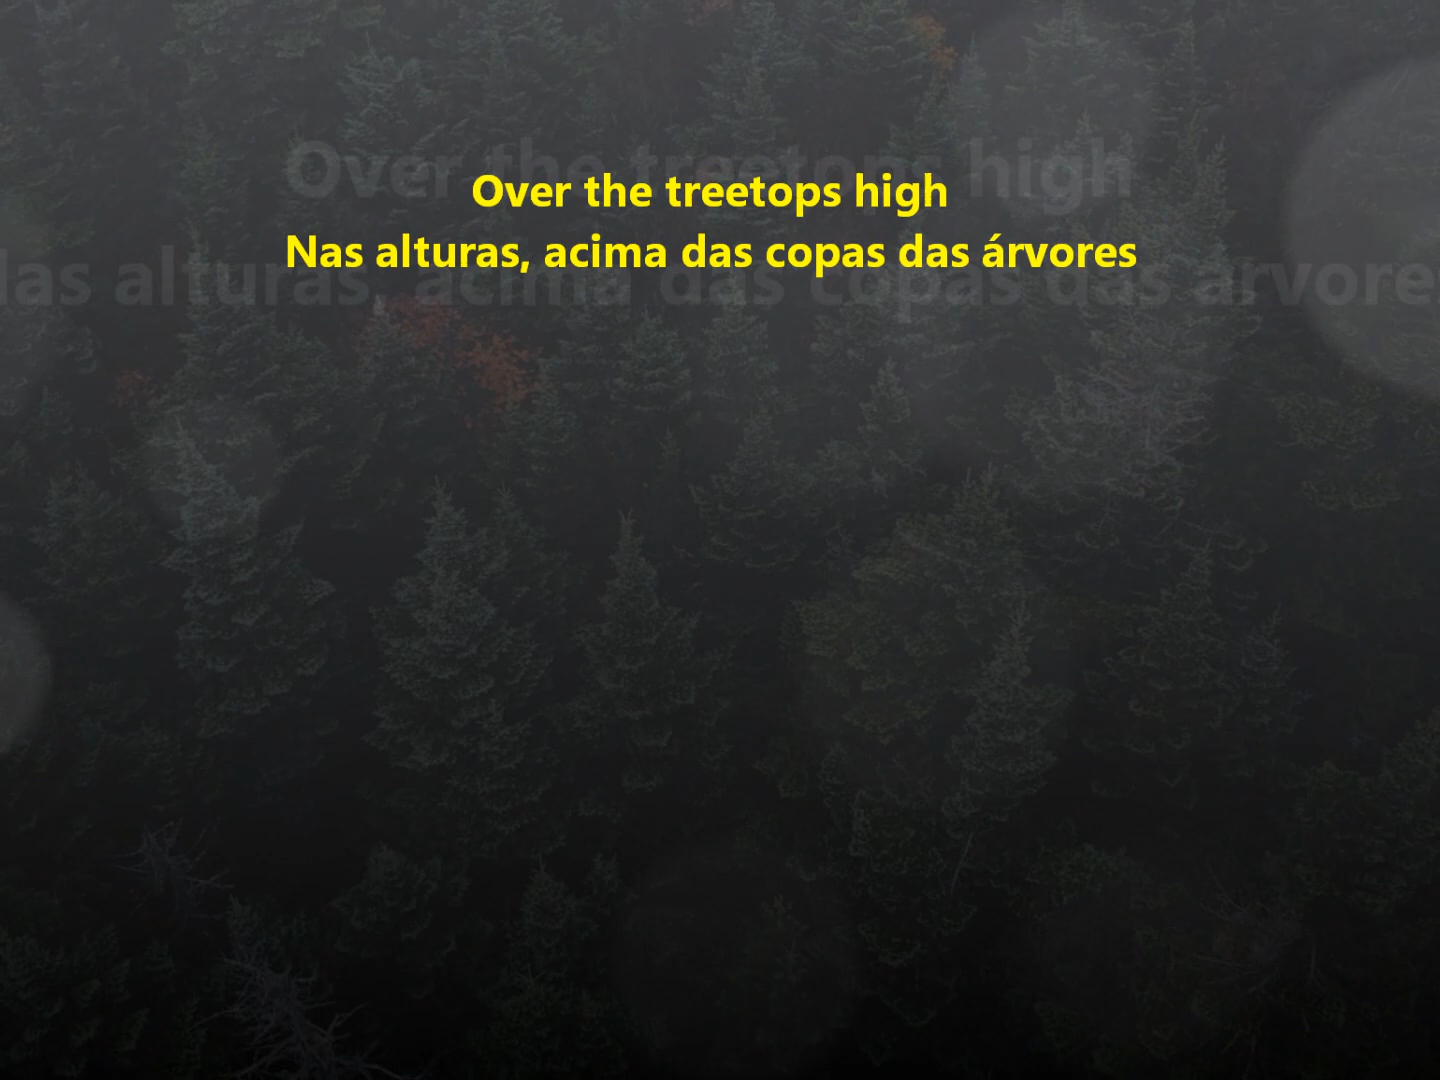 Over the treetops high
Nas alturas, acima das copas das árvores